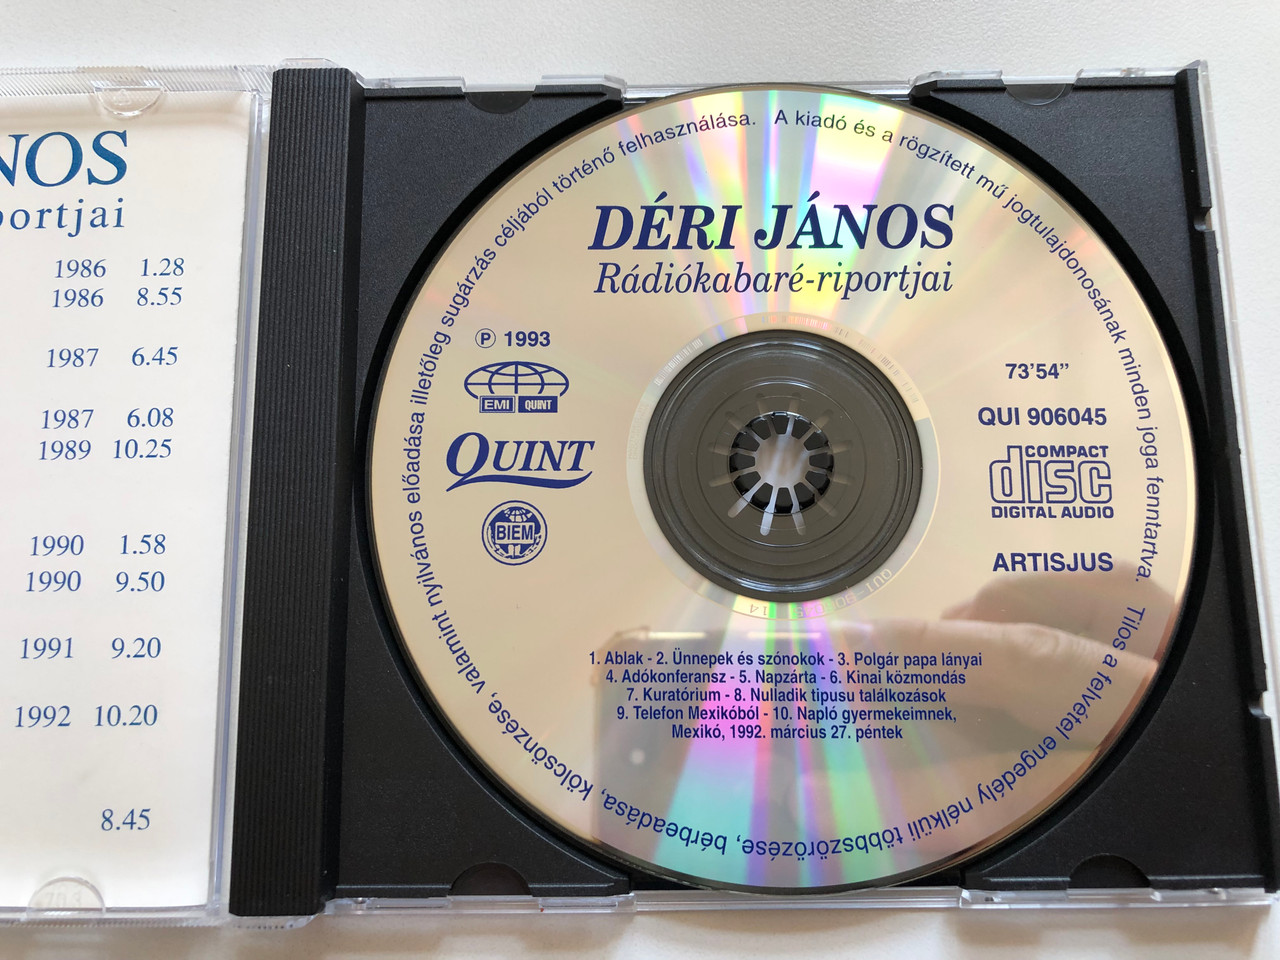 NOS
portjai
1986 1.28
1986 8.55
1987 6.45
1987 6.08
1989 10.25
1990 1.58
1990 9.50
1991 9.20
1992 10.20
8.45
A kiadó és a rögzített mű jogtulajdonosának minden joga fenntartva. Tilos a felvétel engedély nélküli többszörözése, bérbeadása, kölcsönzése, valamint nyilvános előadása illetőleg sugárzás céljából történő felhasználása.
DÉRI JÁNOS
Rádiókabaré-riportjai
Ⓟ 1993
EMI QUINT
QUINT
BIEM
73'54"
QUI 906045
COMPACT
disc
DIGITAL AUDIO
ARTISJUS
1. Ablak - 2. Ünnepek és szónokok - 3. Polgár papa lányai
4. Adókonferansz - 5. Napzárta - 6. Kinai közmondás
7. Kuratórium - 8. Nulladik tipusu találkozások
9. Telefon Mexikóból - 10. Napló gyermekeimnek,
Mexikó, 1992. március 27. péntek